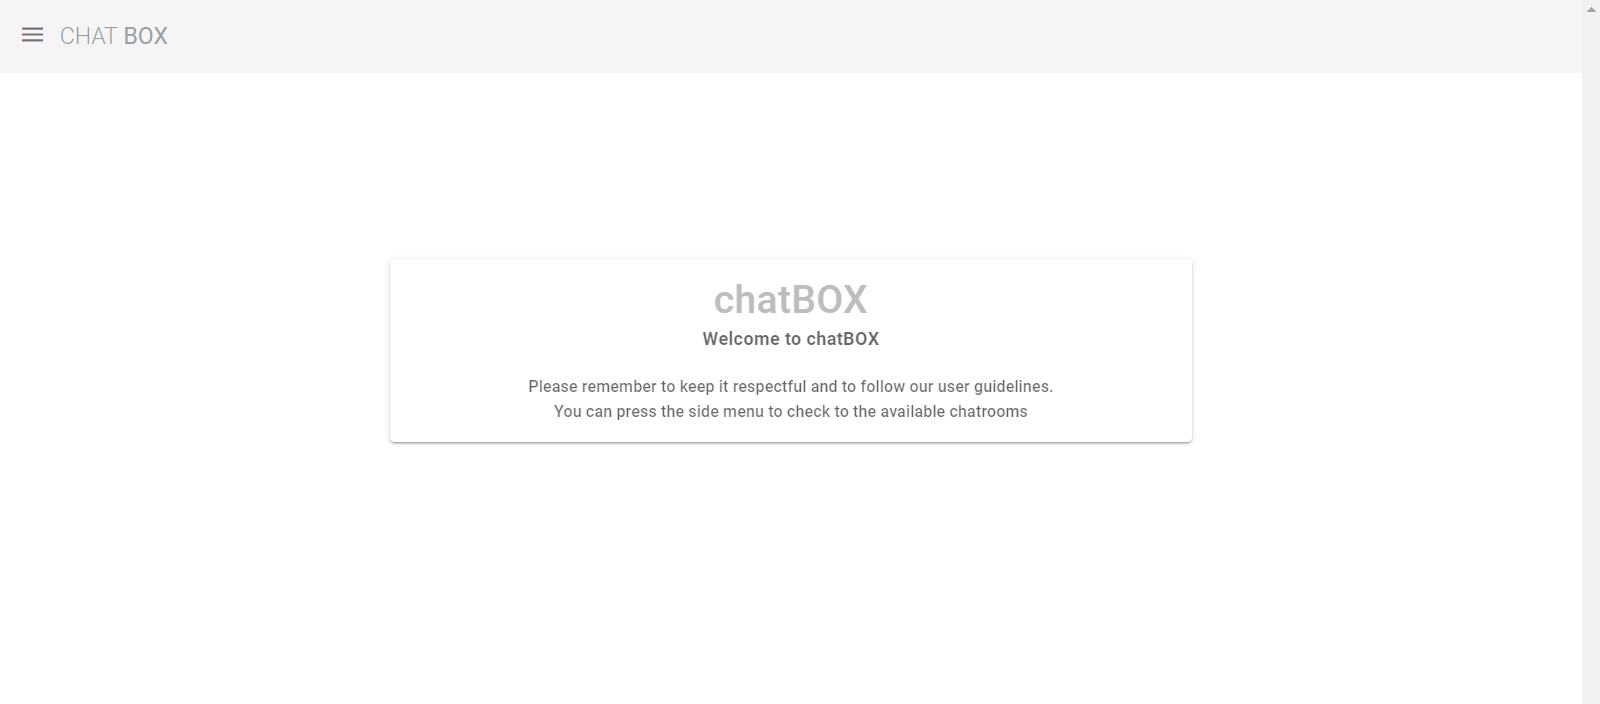 CHAT BOX
chatBOX
Welcome to chatBOX
Please remember to keep it respectful and to follow our user guidelines.
You can press the side menu to check to the available chatrooms